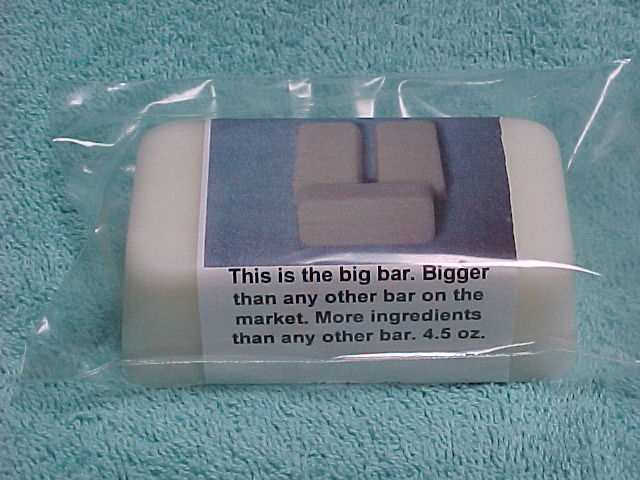 This is the big bar. Bigger
than any other bar on the
market. More ingredients
than any other bar. 4.5 oz.